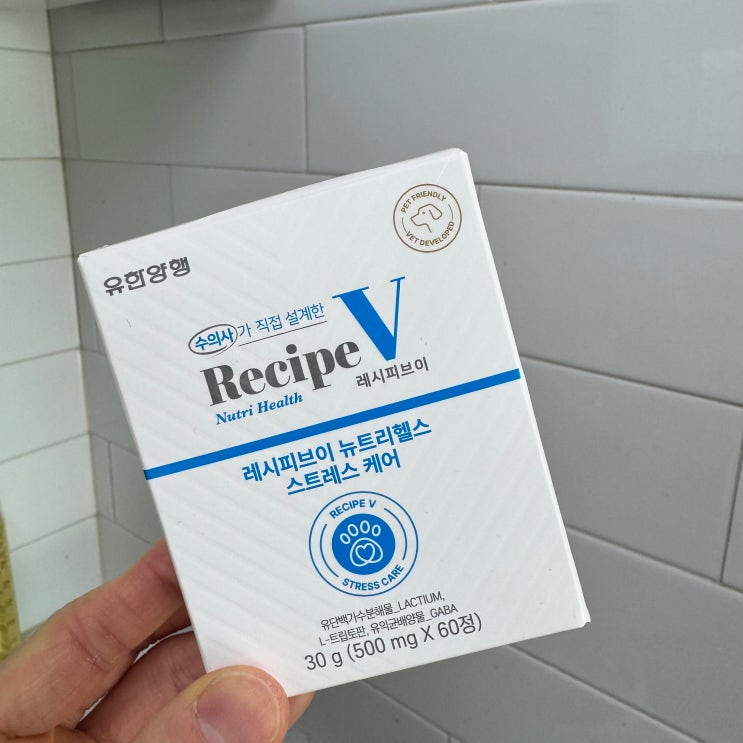 유한양행
PET FRIENDLY
VET DEVELOPED
수의사가 직접 설계한
Recipe V
레시피브이
Nutri Health
레시피브이 뉴트리헬스
스트레스 케어
RECIPE V
STRESS CARE
유단백가수분해물_LACTIUM,
L-트립토판, 유익균배양물_GABA
30 g (500 mg X 60정)